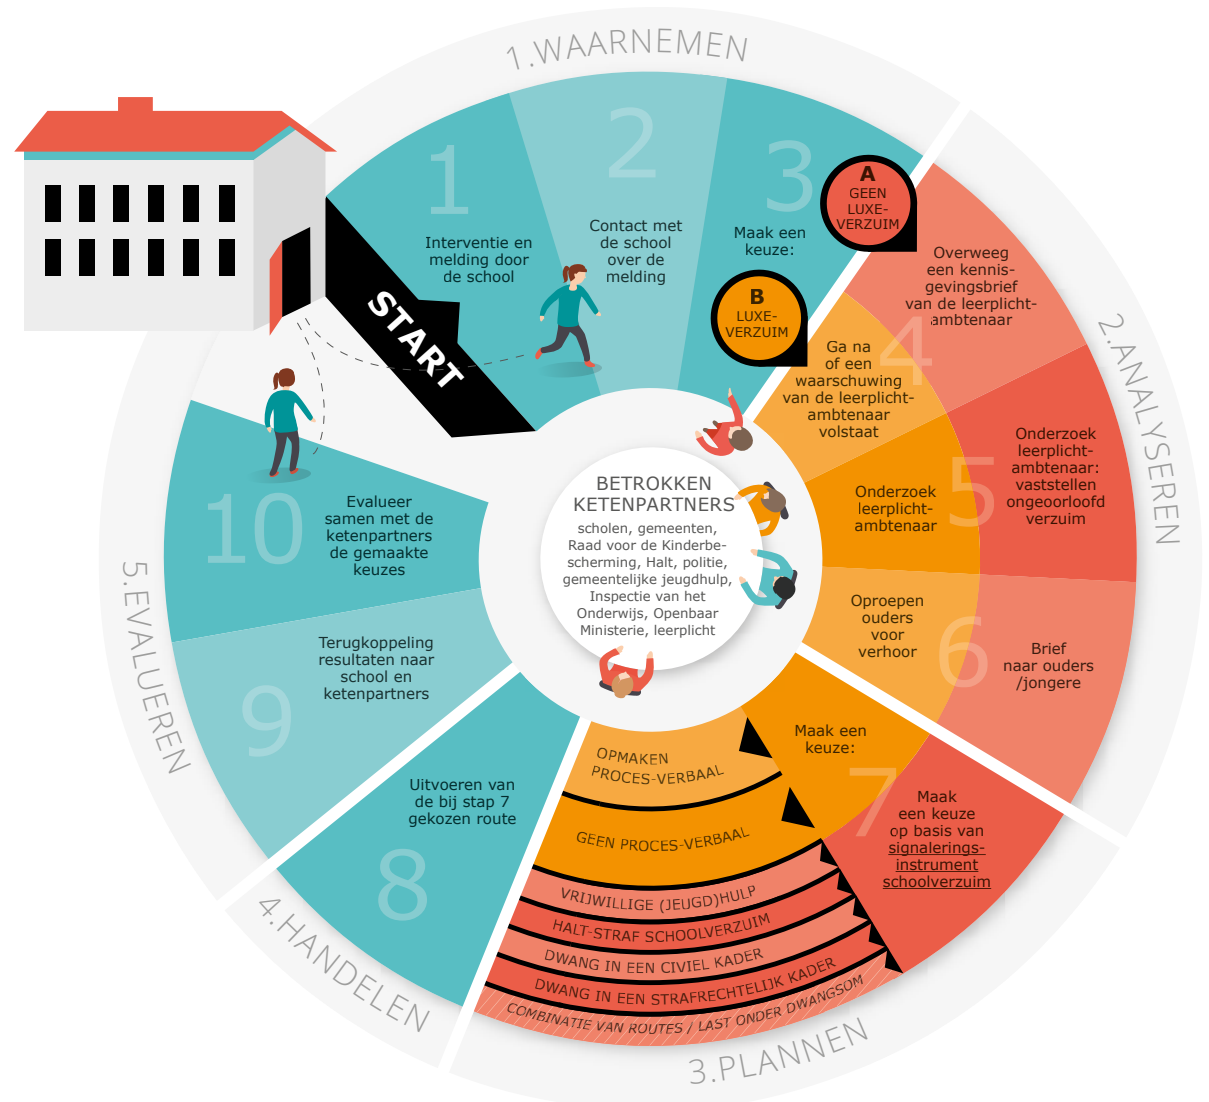 1.WAARNEMEN
START
1
Interventie en
melding door
de school
2
Contact met
de school
over de
melding
3
Maak een
keuze:
A
GEEN
LUXE-
VERZUIM
B
LUXE-
VERZUIM
2.ANALYSEREN
4
Overweeg
een kennis-
gevingsbrief
van de leerplicht-
ambtenaar
Ga na
of een
waarschuwing
van de leerplicht-
ambtenaar
volstaat
5
Onderzoek
leerplicht-
ambtenaar:
vaststellen
ongeoorloofd
verzuim
Onderzoek
leerplicht-
ambtenaar
6
Oproepen
ouders
voor
verhoor
Brief
naar ouders
/jongere
3.PLANNEN
7
Maak een
keuze:
Maak
een keuze
op basis van
signalerings-
instrument
schoolverzuim
OPMAKEN
PROCES-VERBAAL
GEEN PROCES-VERBAAL
VRIJWILLIGE (JEUGD)HULP
HALT-STRAF SCHOOLVERZUIM
DWANG IN EEN CIVIEL KADER
DWANG IN EEN STRAFRECHTELIJK KADER
COMBINATIE VAN ROUTES / LAST ONDER DWANGSOM
4.HANDELEN
Uitvoeren van
de bij stap 7
gekozen route
8
5.EVALUEREN
Terugkoppeling
resultaten naar
school en
ketenpartners
9
10
Evalueer
samen met de
ketenpartners
de gemaakte
keuzes
BETROKKEN
KETENPARTNERS
scholen, gemeenten,
Raad voor de Kinderbe-
scherming, Halt, politie,
gemeentelijke jeugdhulp,
Inspectie van het
Onderwijs, Openbaar
Ministerie, leerplicht